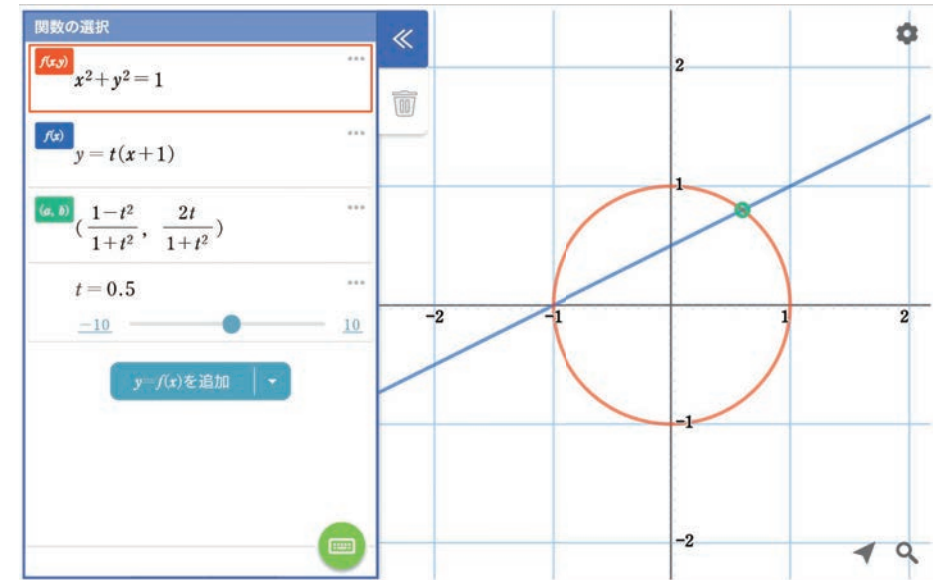 関数の選択
f(x,y)
x²+y²=1
f(x)
y=t(x+1)
(a, b)
(1−t²/1+t², 2t/1+t²)
t=0.5
−10 10
y=f(x)を追加
2
1
−2 −1 1 2
−1
−2